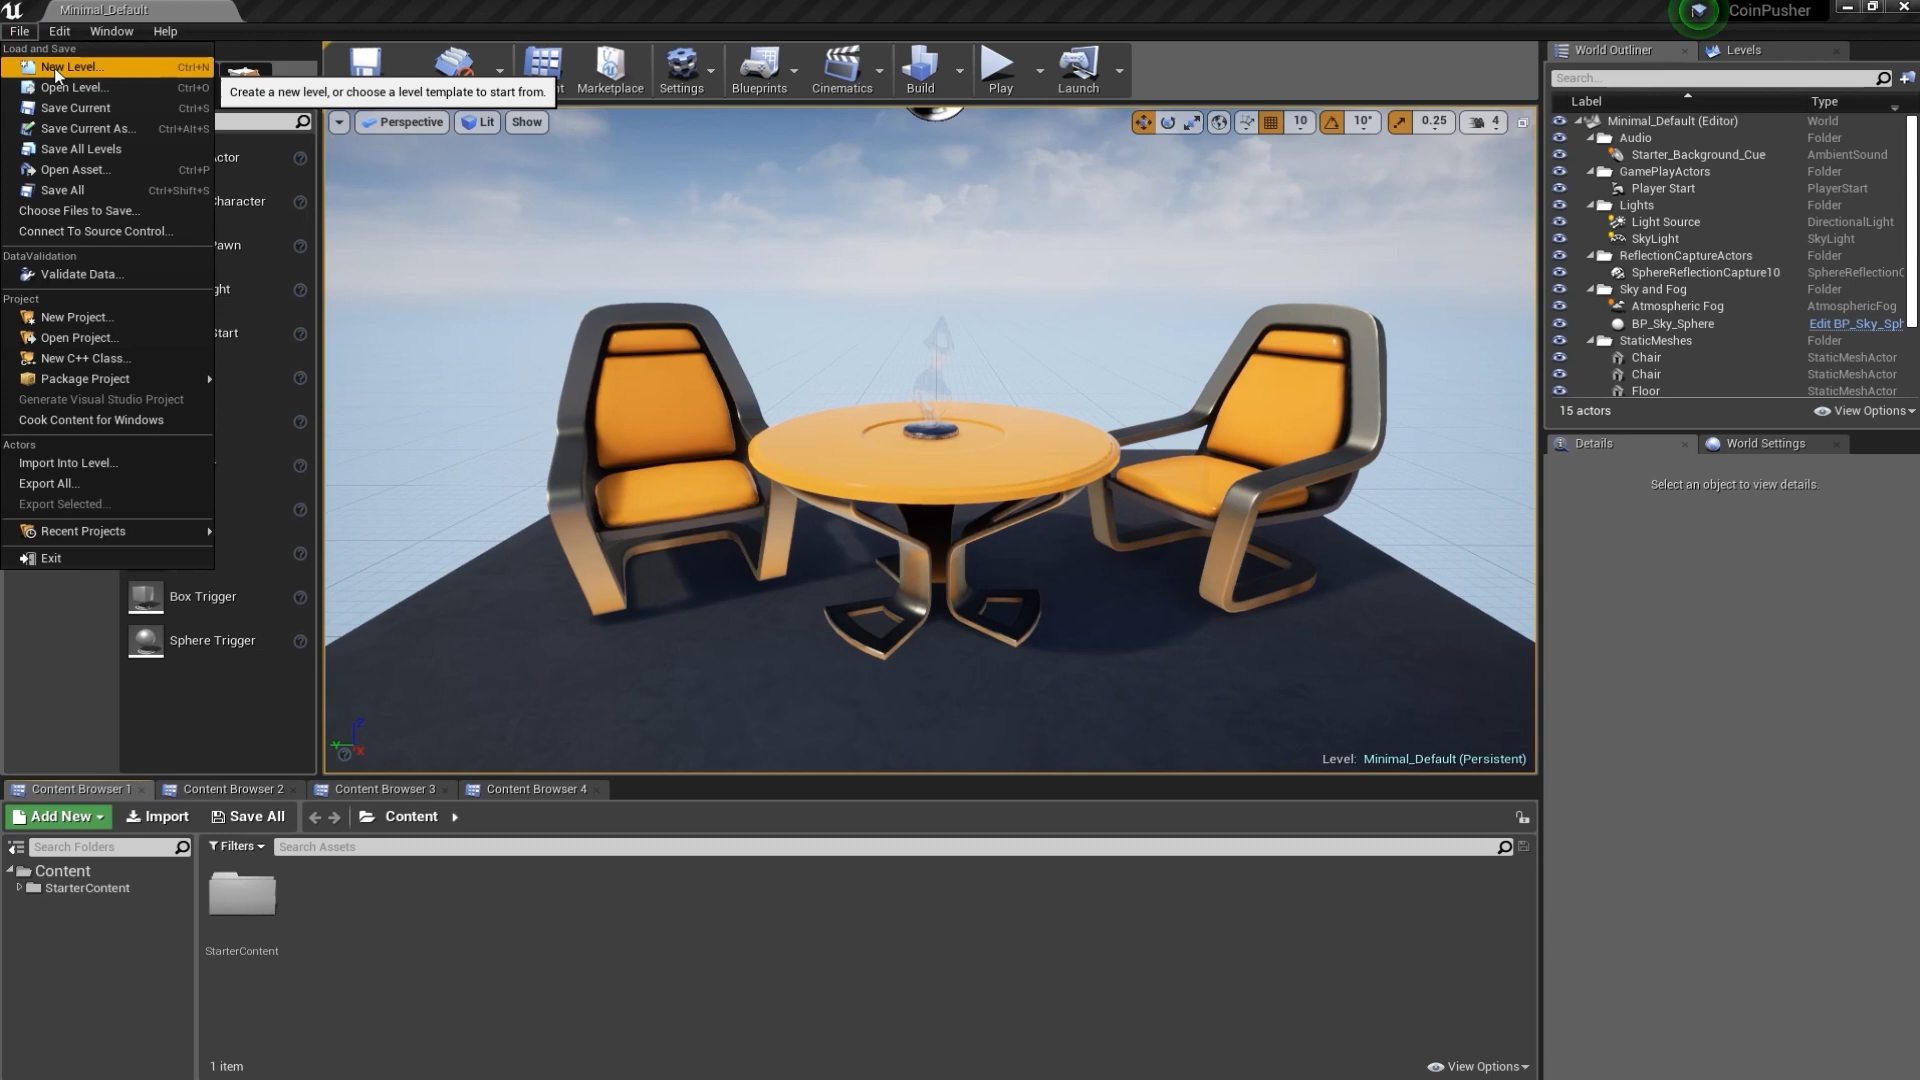 Minimal_Default
CoinPusher
File Edit Window Help
Load and Save
New Level... Ctrl+N
Open Level... Ctrl+O
Save Current Ctrl+S
Save Current As... Ctrl+Alt+S
Save All Levels
Open Asset... Ctrl+P
Save All Ctrl+Shift+S
Choose Files to Save...
Connect To Source Control...
DataValidation
Validate Data...
Project
New Project...
Open Project...
New C++ Class...
Package Project
Generate Visual Studio Project
Cook Content for Windows
Actors
Import Into Level...
Export All...
Export Selected...
Recent Projects
Exit
Create a new level, or choose a level template to start from.
Marketplace
Settings
Blueprints
Cinematics
Build
Play
Launch
Perspective
Lit
Show
10
10°
0.25
4
Box Trigger
Sphere Trigger
Level: Minimal_Default (Persistent)
World Outliner
Levels
Search...
Label Type
Minimal_Default (Editor) World
Audio Folder
Starter_Background_Cue AmbientSound
GamePlayActors Folder
Player Start PlayerStart
Lights Folder
Light Source DirectionalLight
SkyLight SkyLight
ReflectionCaptureActors Folder
SphereReflectionCapture10 SphereReflectionC
Sky and Fog Folder
Atmospheric Fog AtmosphericFog
BP_Sky_Sphere Edit BP_Sky_Sph
StaticMeshes Folder
Chair StaticMeshActor
Chair StaticMeshActor
Floor StaticMeshActor
15 actors
View Options
Details
World Settings
Select an object to view details.
Content Browser 1
Content Browser 2
Content Browser 3
Content Browser 4
Add New
Import
Save All
Content
Search Folders
Filters
Search Assets
Content
StarterContent
StarterContent
1 item
View Options